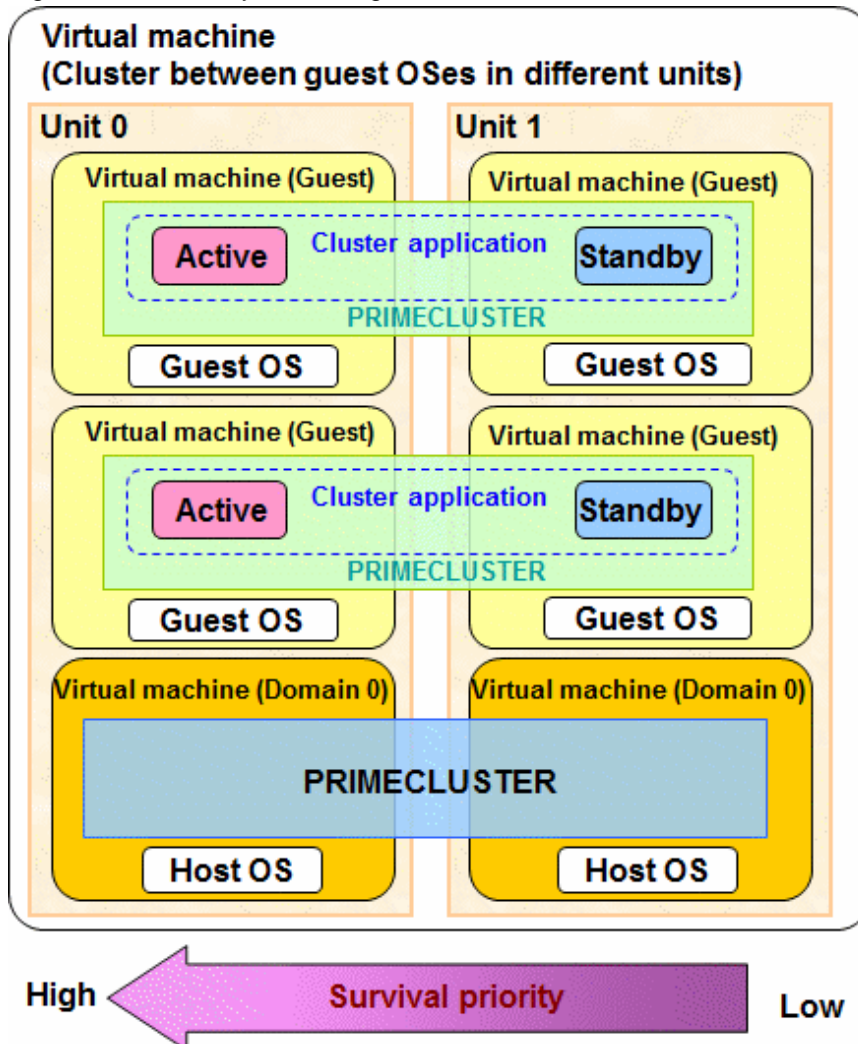 Virtual machine
(Cluster between guest OSes in different units)
Unit 0
Unit 1
Virtual machine (Guest)
Virtual machine (Guest)
Active
Cluster application
Standby
PRIMECLUSTER
Guest OS
Guest OS
Virtual machine (Guest)
Virtual machine (Guest)
Active
Cluster application
Standby
PRIMECLUSTER
Guest OS
Guest OS
Virtual machine (Domain 0)
Virtual machine (Domain 0)
PRIMECLUSTER
Host OS
Host OS
High
Survival priority
Low